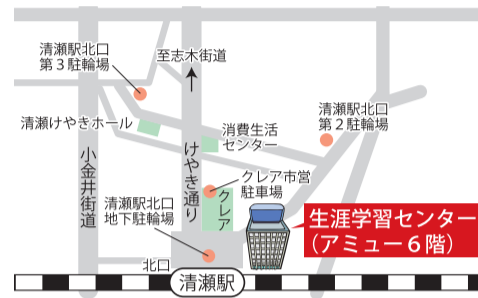 清瀬駅北口
第3駐輪場
至志木街道
清瀬けやきホール
消費生活
センター
清瀬駅北口
第2駐輪場
小金井街道
けやき通り
クレア市営
駐車場
クレア
清瀬駅北口
地下駐輪場
生涯学習センター
（アミュー6階）
北口
清瀬駅